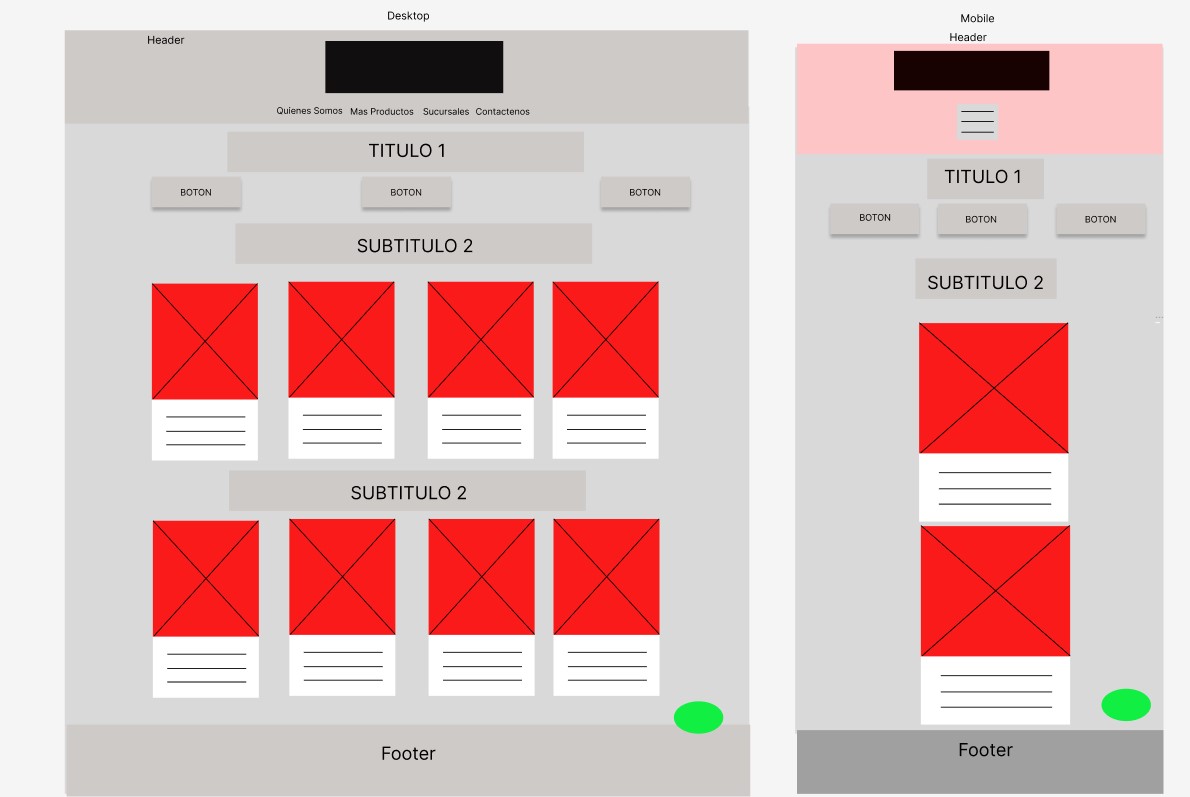 Desktop
Header
Quienes Somos Mas Productos Sucursales Contactenos
TITULO 1
BOTON BOTON BOTON
SUBTITULO 2
SUBTITULO 2
Footer
Mobile
Header
TITULO 1
BOTON BOTON BOTON
SUBTITULO 2
Footer